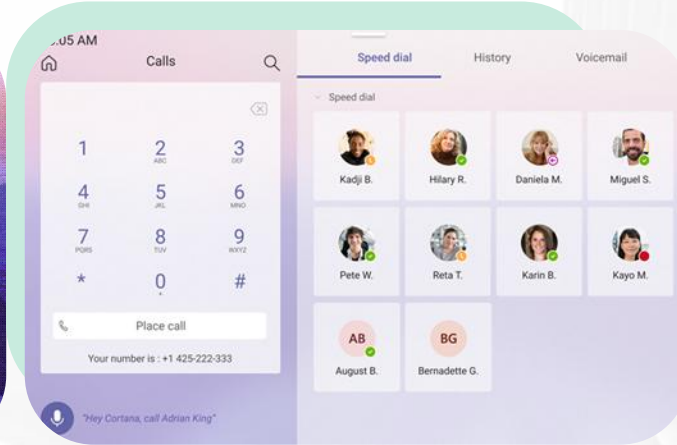 :05 AM
Calls
1
2
ABC
3
DEF
4
GHI
5
JKL
6
MNO
7
PQRS
8
TUV
9
WXYZ
*
0
+
#
Place call
Your number is : +1 425-222-333
"Hey Cortana, call Adrian King"
Speed dial History Voicemail
Speed dial
Kadji B. Hilary R. Daniela M. Miguel S.
Pete W. Reta T. Karin B. Kayo M.
AB BG
August B. Bernadette G.